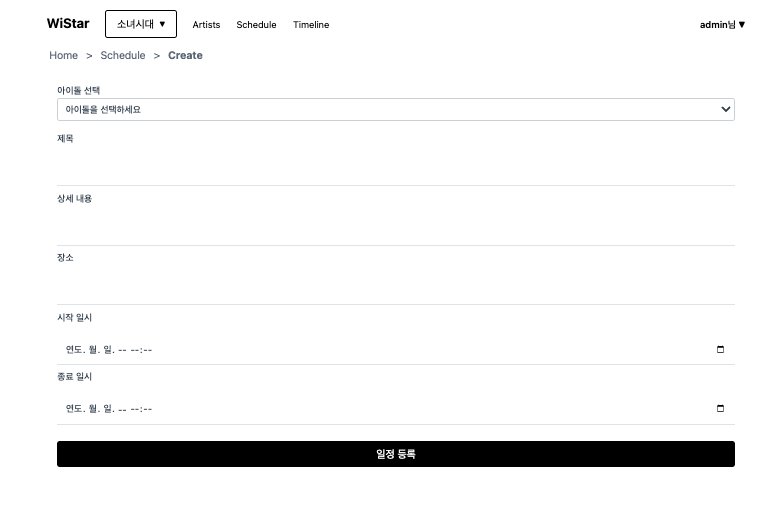 WiStar 소녀시대 ▼ Artists Schedule Timeline admin님 ▼
Home > Schedule > Create
아이돌 선택
아이돌을 선택하세요
제목
상세 내용
장소
시작 일시
연도. 월. 일. -- --:--
종료 일시
연도. 월. 일. -- --:--
일정 등록